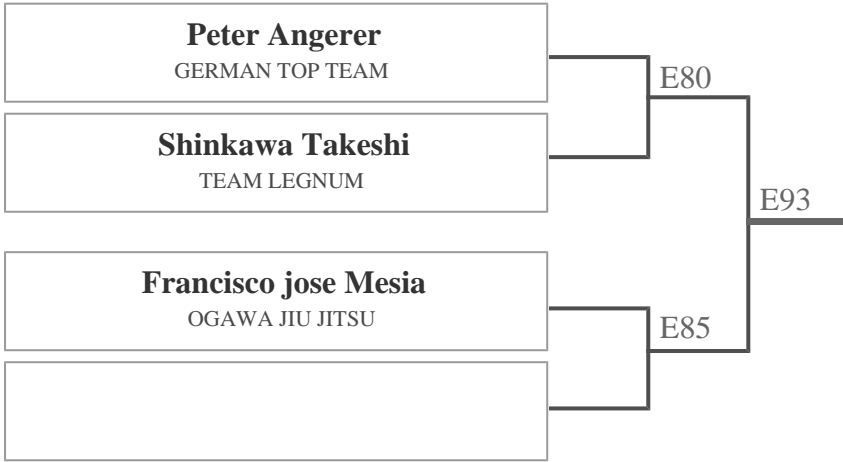 Peter Angerer
GERMAN TOP TEAM
E80
Shinkawa Takeshi
TEAM LEGNUM
E93
Francisco jose Mesia
OGAWA JIU JITSU
E85